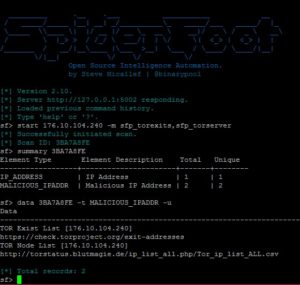 Spider Foot
Open Source Intelligence Automation.
by Steve Micallef | @binarypool
[*] Version 2.10.
[*] Server http://127.0.0.1:5002 responding.
[*] Loaded previous command history.
[*] Type 'help' or '?'.
sf> start 176.10.104.240 -m sfp_torexits,sfp_torserver
[*] Successfully initiated scan.
[*] Scan ID: 3BA7A8FE
sf> summary 3BA7A8FE
Element Type | Element Description | Total | Unique
IP_ADDRESS | IP Address | 1 | 1
MALICIOUS_IPADDR | Malicious IP Address | 2 | 2
sf> data 3BA7A8FE -t MALICIOUS_IPADDR -u
Data
TOR Exist List [176.10.104.240]
https://check.torproject.org/exit-addresses
TOR Node List [176.10.104.240]
http://torstatus.blutmagie.de/ip_list_all.php/Tor_ip_list_ALL.csv
[*] Total records: 2
sf>